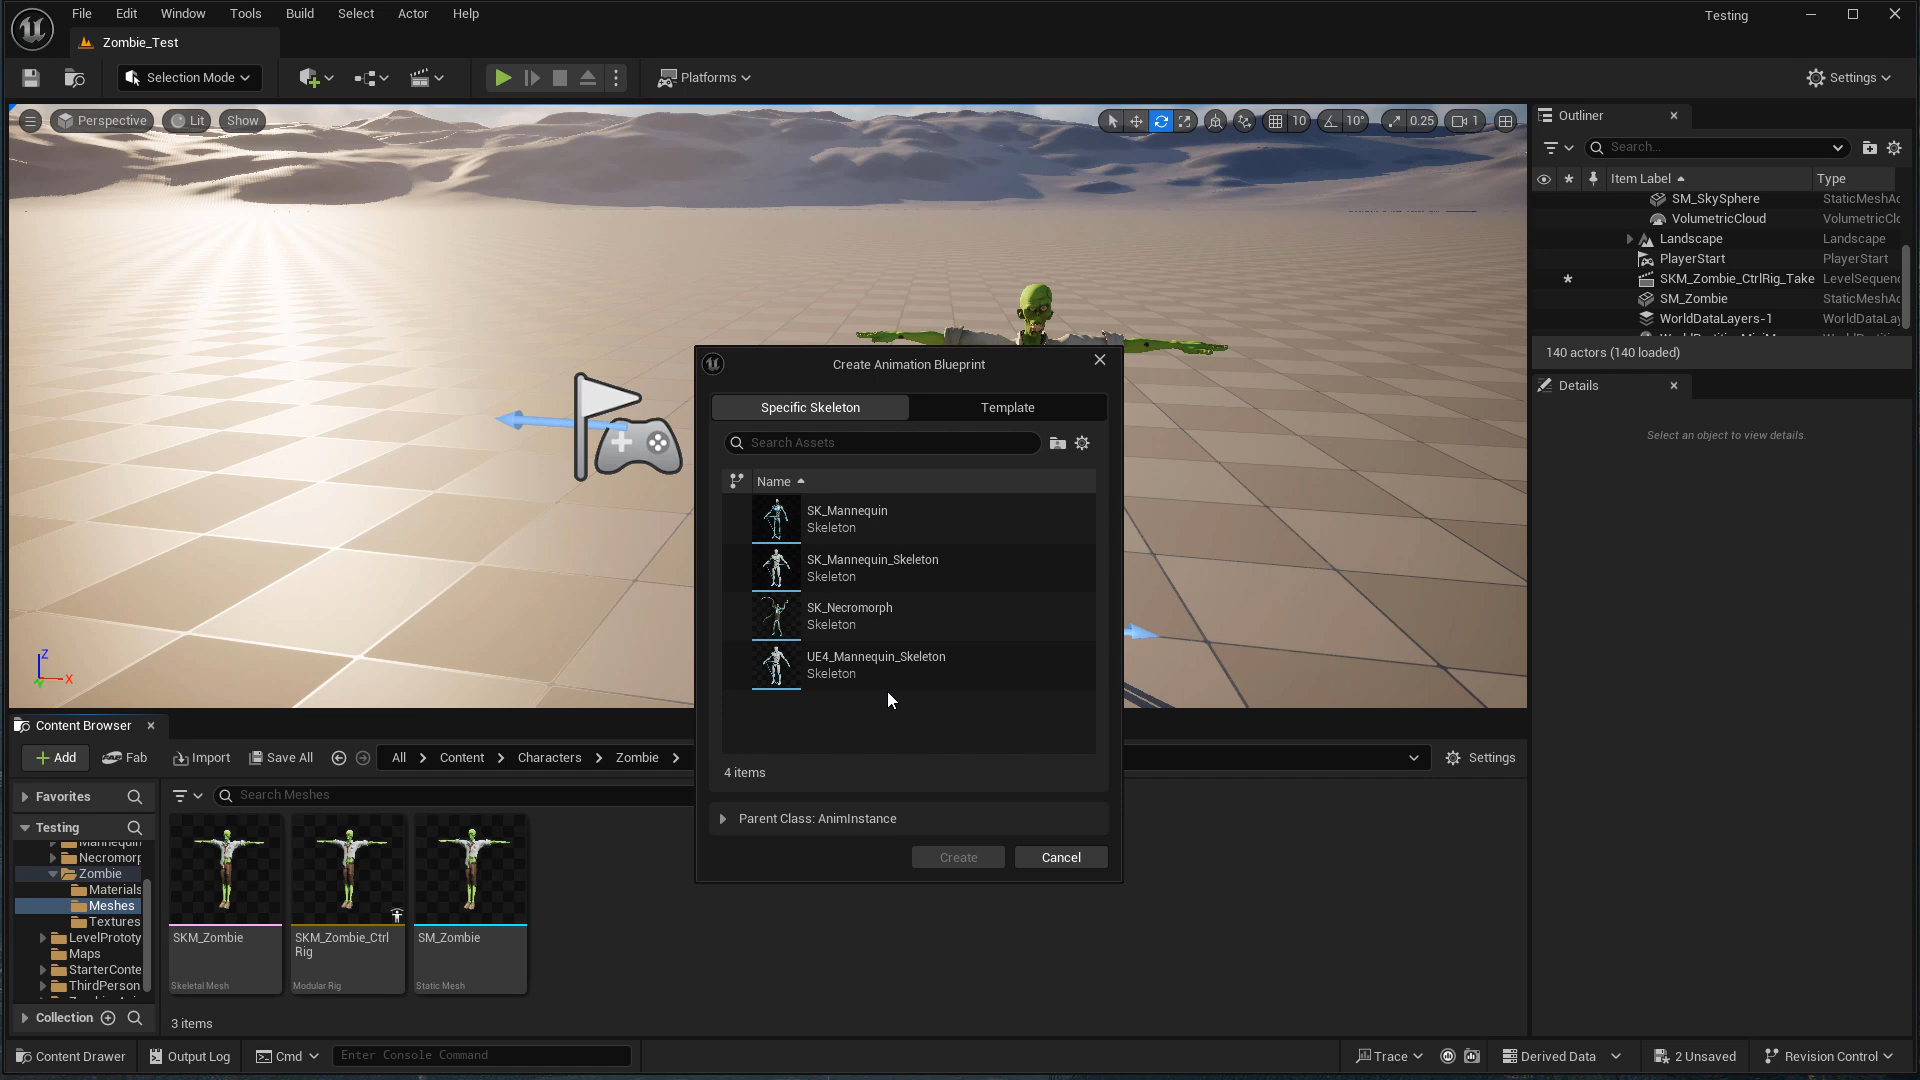 File Edit Window Tools Build Select Actor Help
Testing
Zombie_Test
Selection Mode
Platforms
Settings
Perspective Lit Show
10 10° 0.25 1
Outliner
Search...
Item Label Type
SM_SkySphere StaticMeshAc
VolumetricCloud VolumetricClo
Landscape Landscape
PlayerStart PlayerStart
SKM_Zombie_CtrlRig_Take LevelSequenc
SM_Zombie StaticMeshAc
WorldDataLayers-1 WorldDataLay
140 actors (140 loaded)
Details
Select an object to view details.
Create Animation Blueprint
Specific Skeleton Template
Search Assets
Name
SK_Mannequin
Skeleton
SK_Mannequin_Skeleton
Skeleton
SK_Necromorph
Skeleton
UE4_Mannequin_Skeleton
Skeleton
4 items
Parent Class: AnimInstance
Create Cancel
Z
X
Y
Content Browser
Add Fab Import Save All All Content Characters Zombie
Settings
Favorites
Search Meshes
Testing
Mannequin
Necromorp
Zombie
Materials
Meshes
Textures
LevelPrototy
Maps
StarterConte
ThirdPerson
Collection
SKM_Zombie
Skeletal Mesh
SKM_Zombie_Ctrl
Rig
Modular Rig
SM_Zombie
Static Mesh
3 items
Content Drawer Output Log Cmd Enter Console Command
Trace Derived Data 2 Unsaved Revision Control